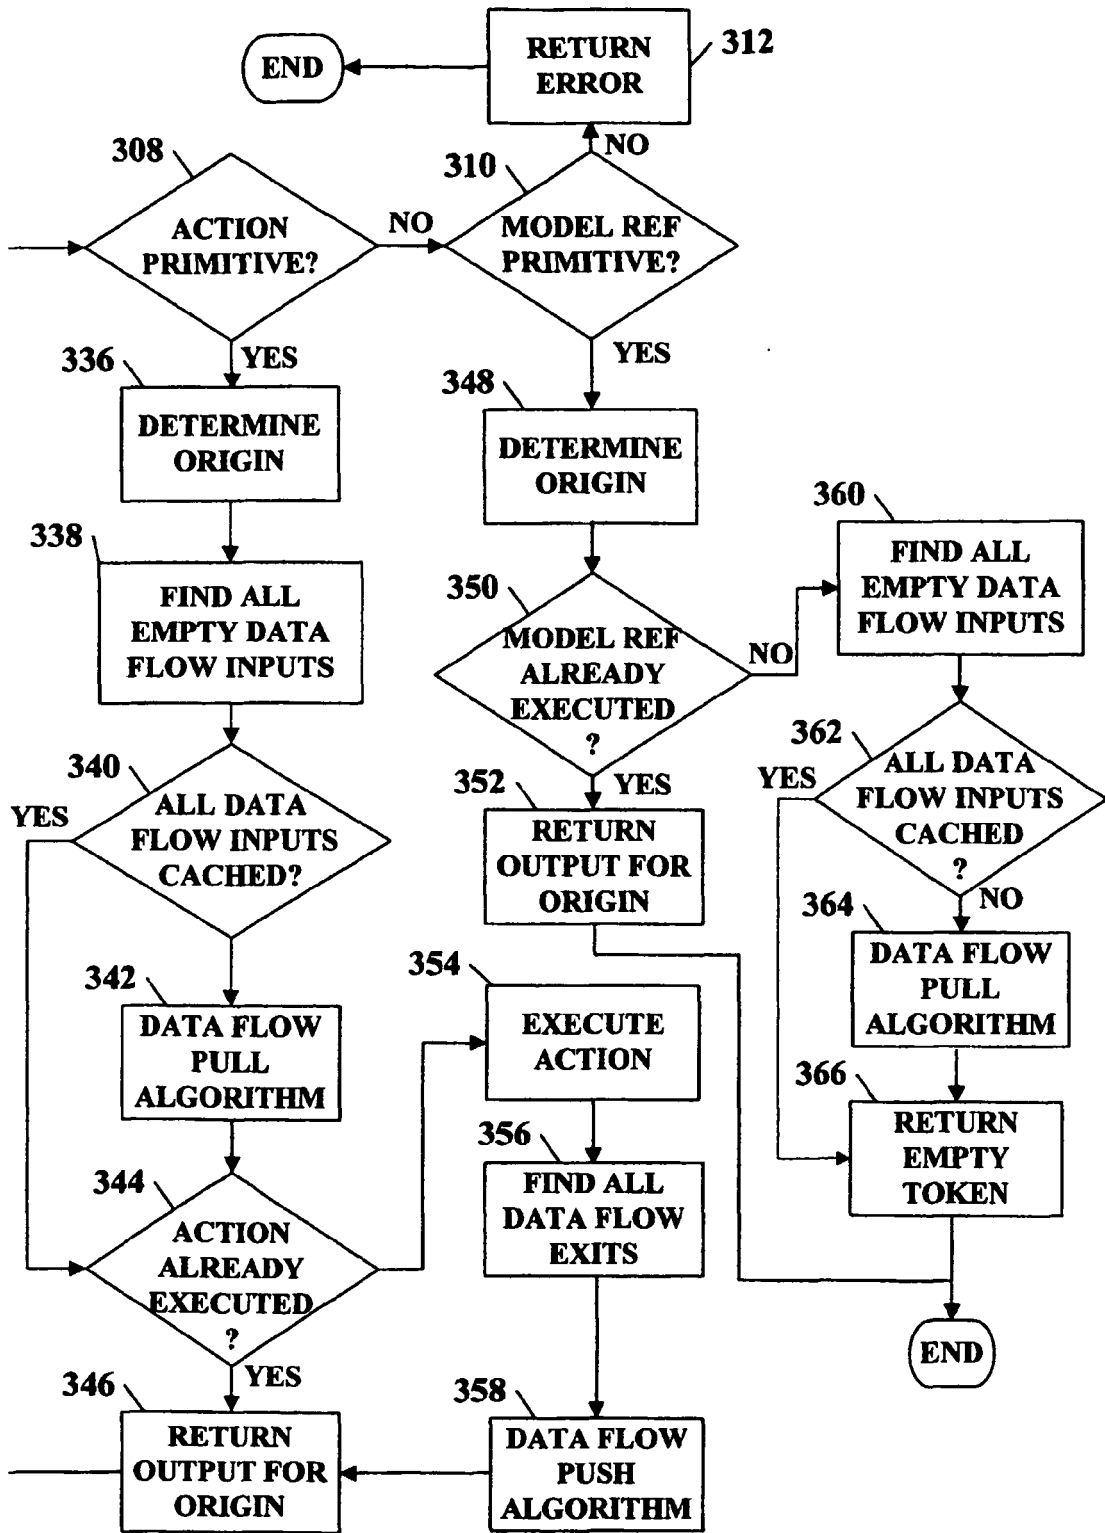 RETURN
ERROR
312
END
NO
308
310
ACTION
PRIMITIVE?
NO
MODEL REF
PRIMITIVE?
YES
YES
336
348
DETERMINE
ORIGIN
DETERMINE
ORIGIN
338
FIND ALL
EMPTY DATA
FLOW INPUTS
350
MODEL REF
ALREADY
EXECUTED
?
NO
360
FIND ALL
EMPTY DATA
FLOW INPUTS
340
YES
ALL DATA
FLOW INPUTS
CACHED?
352
YES
RETURN
OUTPUT FOR
ORIGIN
362
YES
ALL DATA
FLOW INPUTS
CACHED
?
NO
342
DATA FLOW
PULL
ALGORITHM
354
EXECUTE
ACTION
364
DATA FLOW
PULL
ALGORITHM
366
RETURN
EMPTY
TOKEN
344
ACTION
ALREADY
EXECUTED
?
YES
356
FIND ALL
DATA FLOW
EXITS
END
346
RETURN
OUTPUT FOR
ORIGIN
358
DATA FLOW
PUSH
ALGORITHM